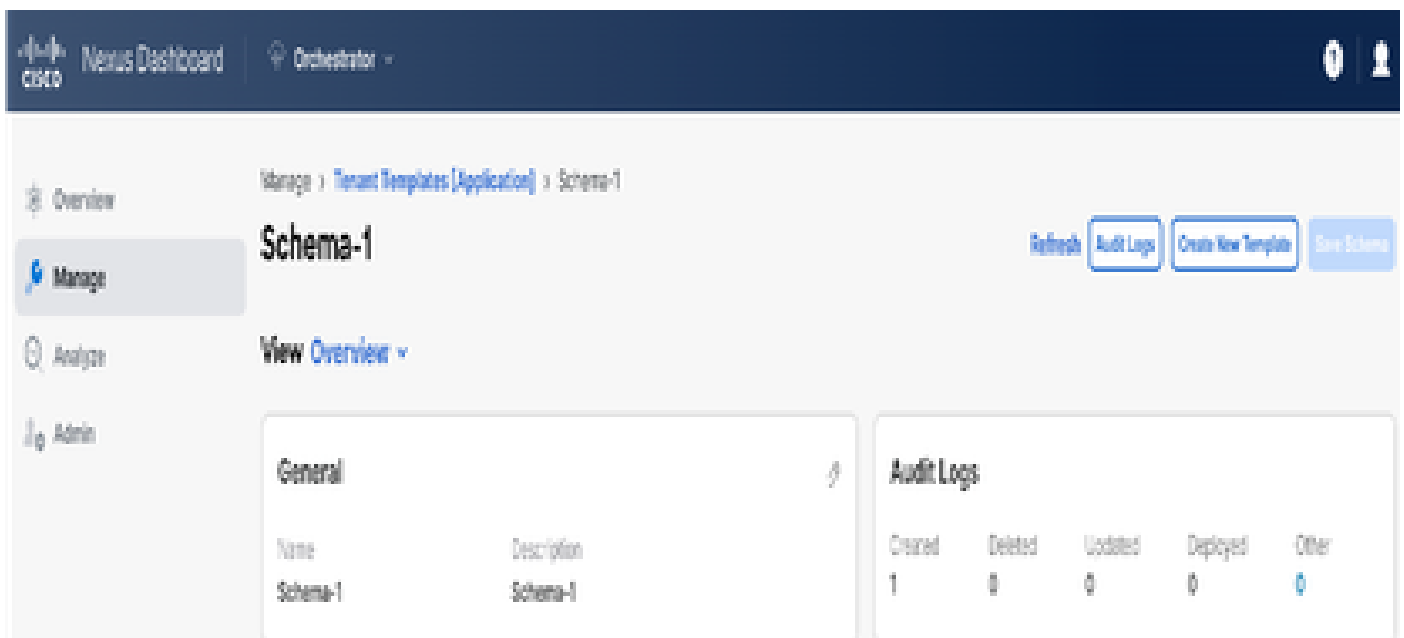 CISCO Nexus Dashboard Orchestrator
Manage > Tenant Templates [Application] > Schema-1
Overview
Schema-1
Refresh Audit Logs Create New Template Save Schema
Manage
Analyze
View Overview
Admin
General
Audit Logs
Name Description
Created Deleted Updated Deployed Other
Schema-1 Schema-1
1 0 0 0 0